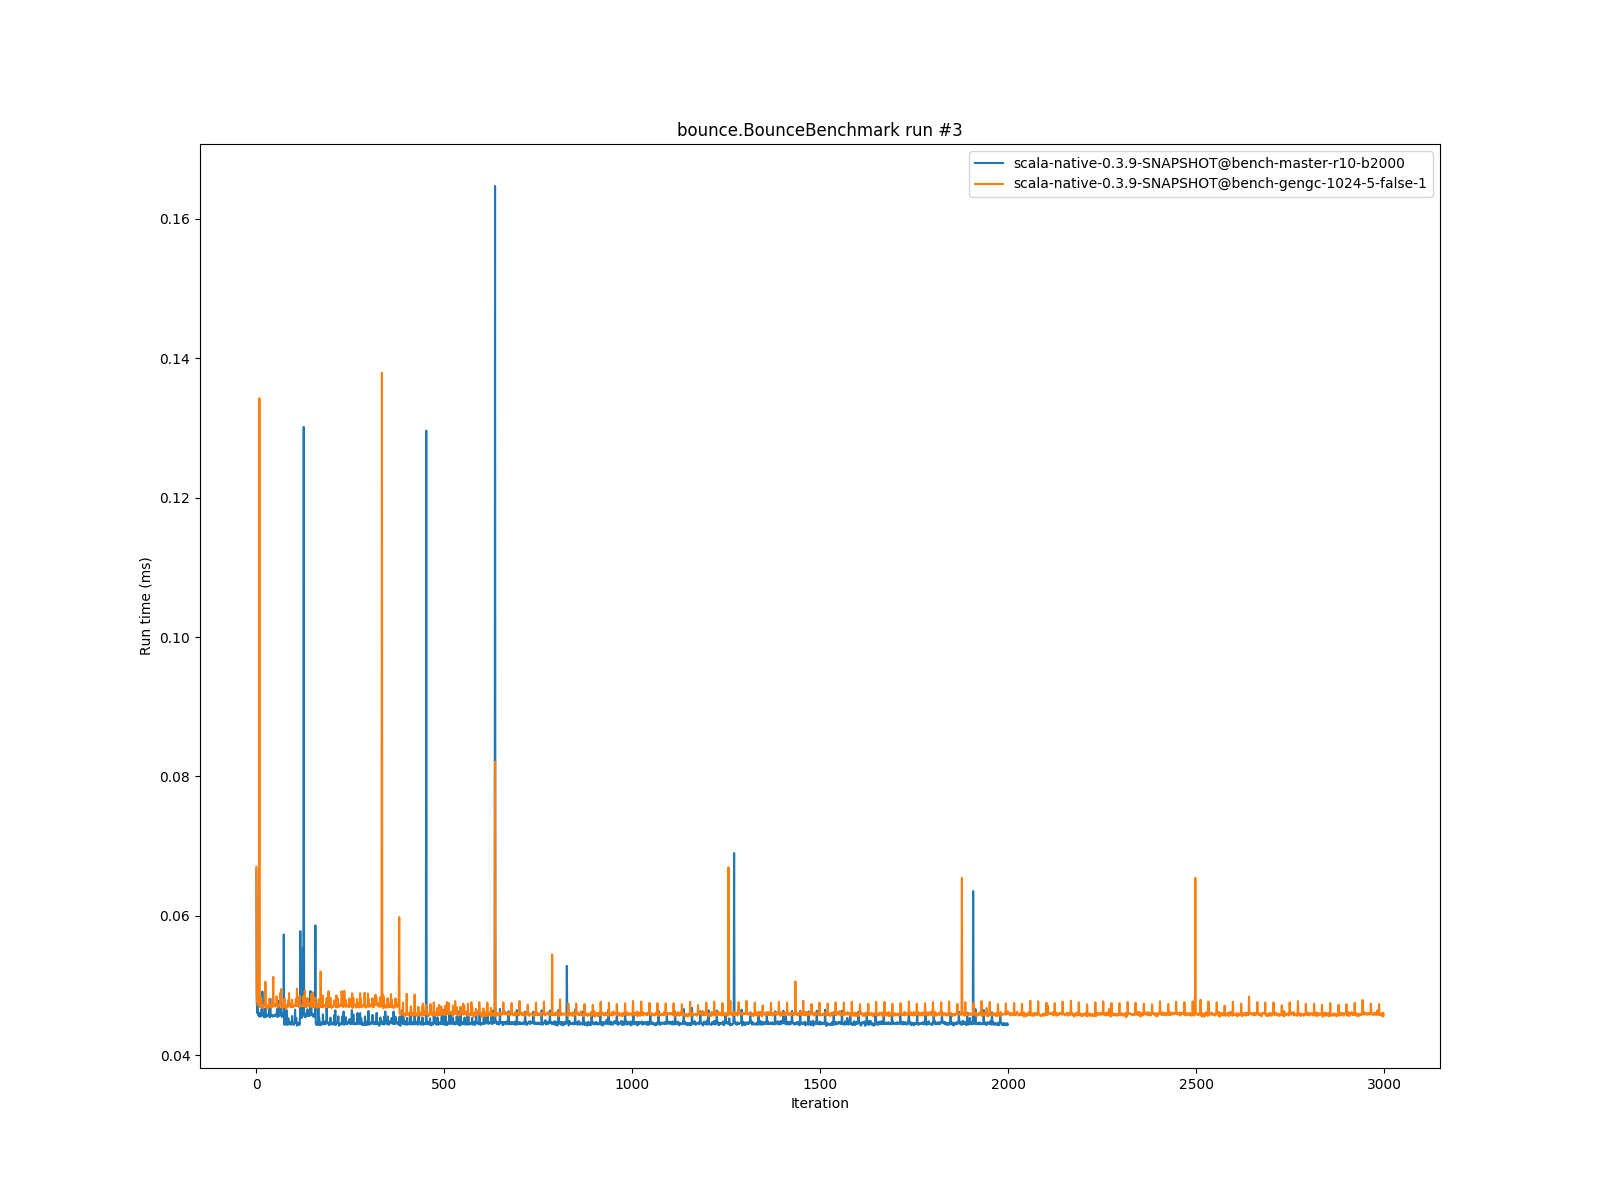 bounce.BounceBenchmark run #3
scala-native-0.3.9-SNAPSHOT@bench-master-r10-b2000
scala-native-0.3.9-SNAPSHOT@bench-gengc-1024-5-false-1
0.16
0.14
0.12
0.10
0.08
0.06
0.04
Run time (ms)
0 500 1000 1500 2000 2500 3000
Iteration